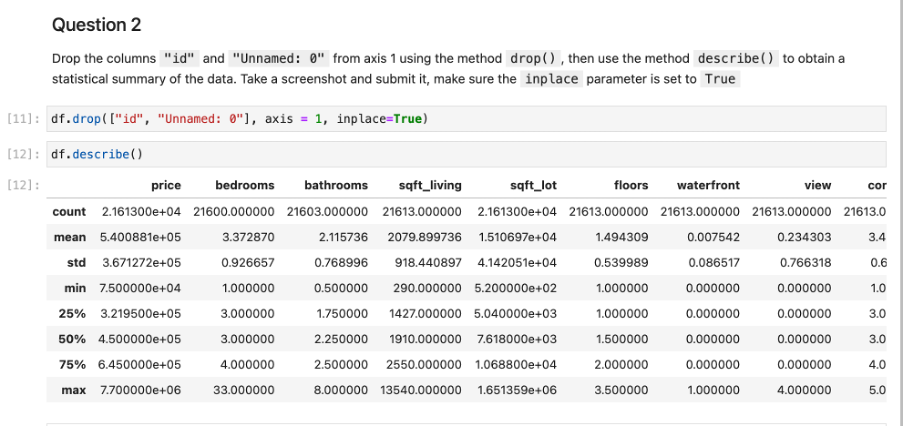 Question 2
Drop the columns "id" and "Unnamed: 0" from axis 1 using the method drop() , then use the method describe() to obtain a
statistical summary of the data. Take a screenshot and submit it, make sure the inplace parameter is set to True
[11]: df.drop(["id", "Unnamed: 0"], axis = 1, inplace=True)
[12]: df.describe()
[12]:
price bedrooms bathrooms sqft_living sqft_lot floors waterfront view cor
count 2.161300e+04 21600.000000 21603.000000 21613.000000 2.161300e+04 21613.000000 21613.000000 21613.000000 21613.0
mean 5.400881e+05 3.372870 2.115736 2079.899736 1.510697e+04 1.494309 0.007542 0.234303 3.4
std 3.671272e+05 0.926657 0.768996 918.440897 4.142051e+04 0.539989 0.086517 0.766318 0.6
min 7.500000e+04 1.000000 0.500000 290.000000 5.200000e+02 1.000000 0.000000 0.000000 1.0
25% 3.219500e+05 3.000000 1.750000 1427.000000 5.040000e+03 1.000000 0.000000 0.000000 3.0
50% 4.500000e+05 3.000000 2.250000 1910.000000 7.618000e+03 1.500000 0.000000 0.000000 3.0
75% 6.450000e+05 4.000000 2.500000 2550.000000 1.068800e+04 2.000000 0.000000 0.000000 4.0
max 7.700000e+06 33.000000 8.000000 13540.000000 1.651359e+06 3.500000 1.000000 4.000000 5.0